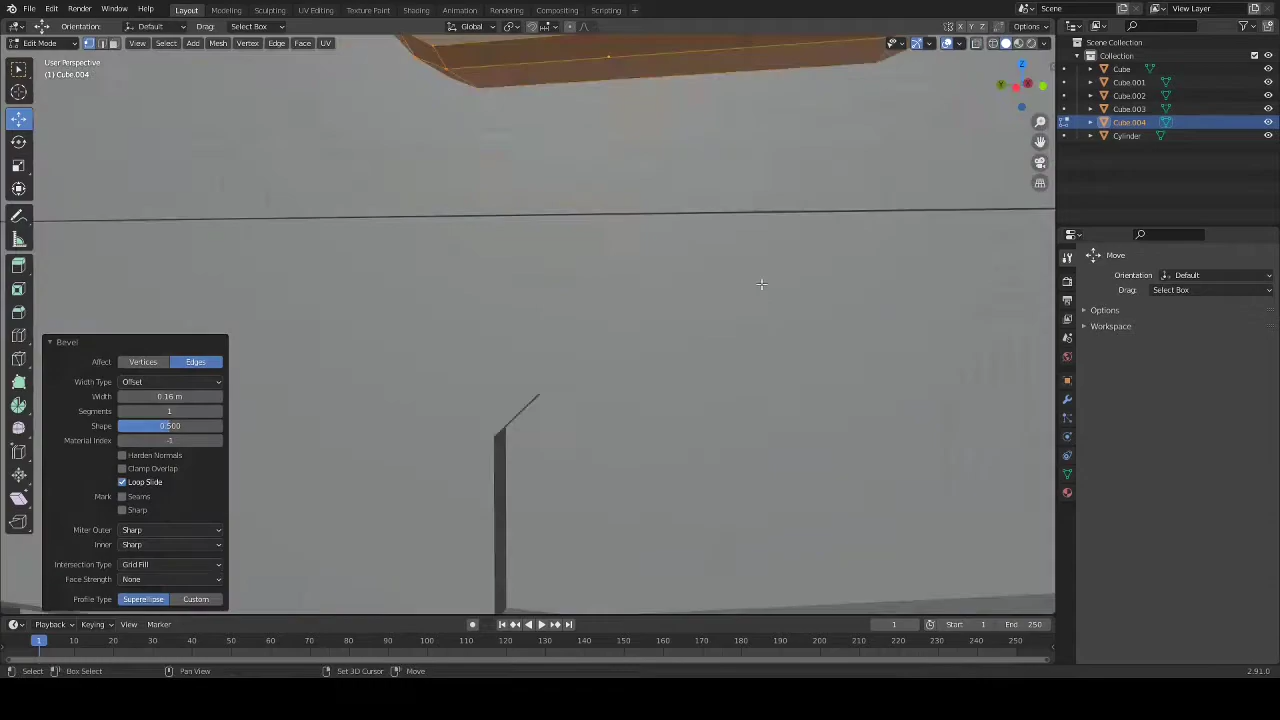 File Edit Render Window Help Layout Modeling Sculpting UV Editing Texture Paint Shading Animation Rendering Compositing Scripting + Scene View Layer
Orientation: Default Drag: Select Box Global Options
Edit Mode View Select Add Mesh Vertex Edge Face UV X Y Z
User Perspective
(1) Cube.004
Scene Collection
Collection
Cube
Cube.001
Cube.002
Cube.003
Cube.004
Cylinder
Z
Y
X
Move
Orientation Default
Drag: Select Box
Options
Workspace
Bevel
Affect Vertices Edges
Width Type Offset
Width 0.16 m
Segments 1
Shape 0.500
Material Index -1
Harden Normals
Clamp Overlap
Loop Slide
Mark Seams
Sharp
Miter Outer Sharp
Inner Sharp
Intersection Type Grid Fill
Face Strength None
Profile Type Superellipse Custom
Playback Keying View Marker 1 Start 1 End 250
1 10 20 30 40 50 60 70 80 90 100 110 120 130 140 150 160 170 180 190 200 210 220 230 240 250
Select Box Select Pan View Set 3D Cursor Move 2.91.0